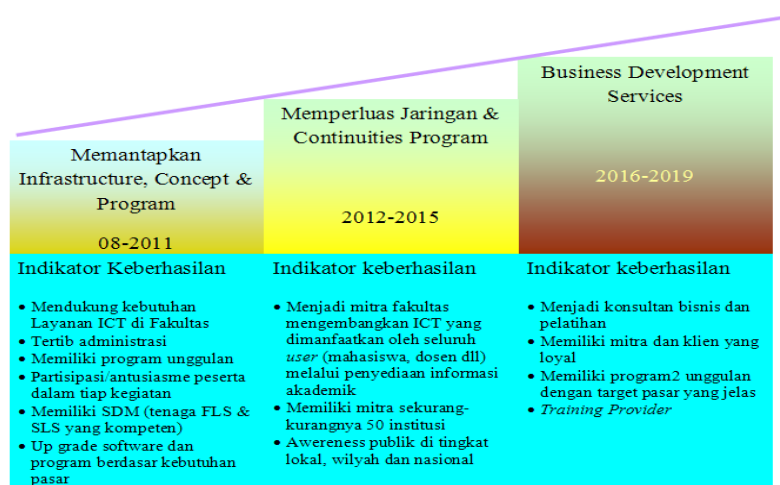 Memantapkan
Infrastructure, Concept &
Program
08-2011
Memperluas Jaringan &
Continuities Program
2012-2015
Business Development
Services
2016-2019
Indikator Keberhasilan
• Mendukung kebutuhan
Layanan ICT di Fakultas
• Tertib administrasi
• Memiliki program unggulan
• Partisipasi/antusiasme peserta
dalam tiap kegiatan
• Memiliki SDM (tenaga FLS &
SLS yang kompeten)
• Up grade software dan
program berdasar kebutuhan
pasar
Indikator keberhasilan
• Menjadi mitra fakultas
mengembangkan ICT yang
dimanfaatkan oleh seluruh
user (mahasiswa, dosen dll)
melalui penyediaan informasi
akademik
• Memiliki mitra sekurang-
kurangnya 50 institusi
• Awereness publik di tingkat
lokal, wilyah dan nasional
Indikator keberhasilan
• Menjadi konsultan bisnis dan
pelatihan
• Memiliki mitra dan klien yang
loyal
• Memiliki program2 unggulan
dengan target pasar yang jelas
• Training Provider